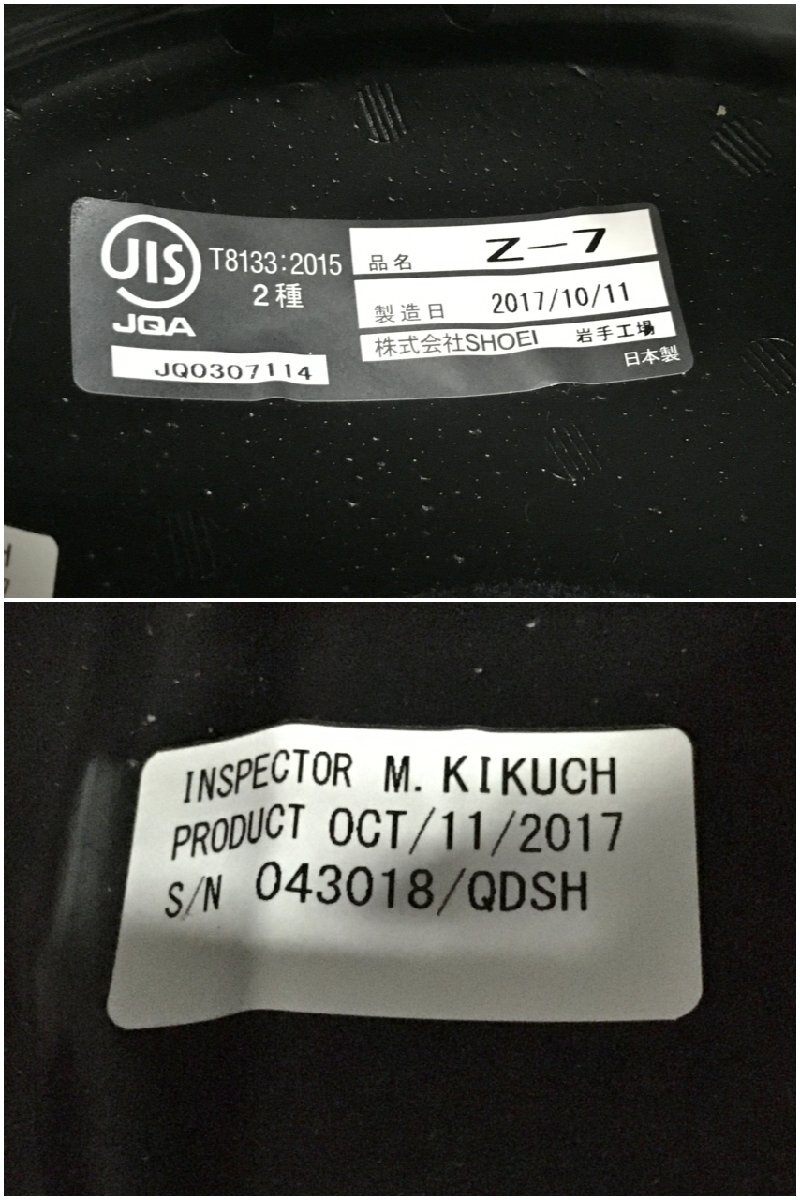 JIS
JQA
T8133:2015
2種
JQ0307114
品名 Z-7
製造日 2017/10/11
株式会社SHOEI 岩手工場
日本製
INSPECTOR M. KIKUCH
PRODUCT OCT/11/2017
S/N 043018/QDSH